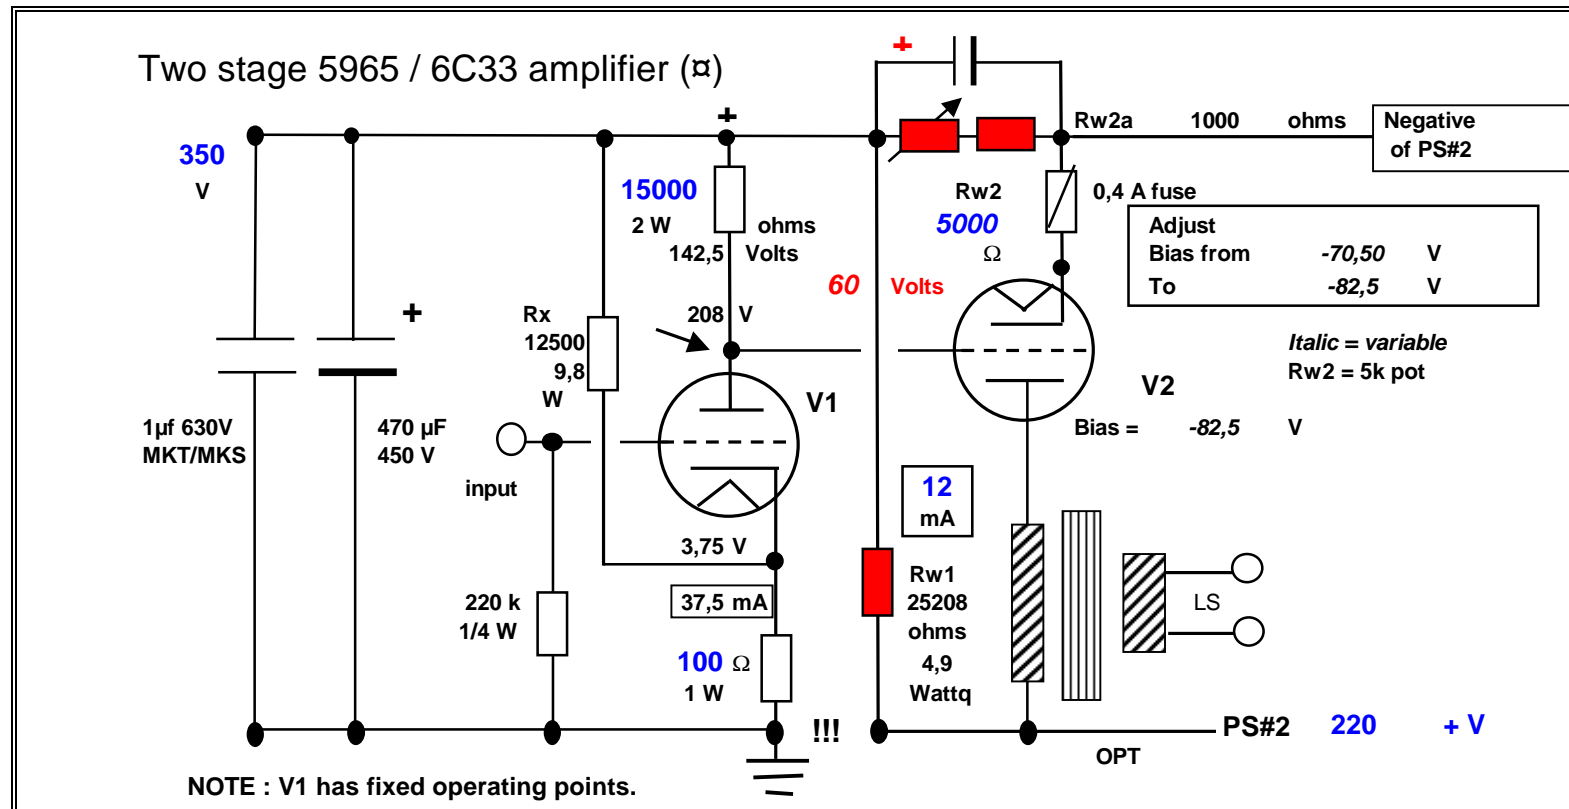 Two stage 5965 / 6C33 amplifier (¤)
+
+
350
V
15000
2 W
ohms
142,5
Volts
208
V
Rx
12500
9,8
W
+
1µf 630V
MKT/MKS
470 µF
450 V
input
V1
3,75 V
37,5 mA
220 k
1/4 W
100 Ω
1 W
!!!
NOTE : V1 has fixed operating points.
Rw2a 1000 ohms
Negative
of PS#2
Rw2
5000
Ω
0,4 A fuse
60 Volts
Adjust
Bias from -70,50 V
To -82,5 V
Italic = variable
Rw2 = 5k pot
V2
Bias = -82,5 V
12
mA
Rw1
25208
ohms
4,9
Wattq
LS
PS#2 220 + V
OPT